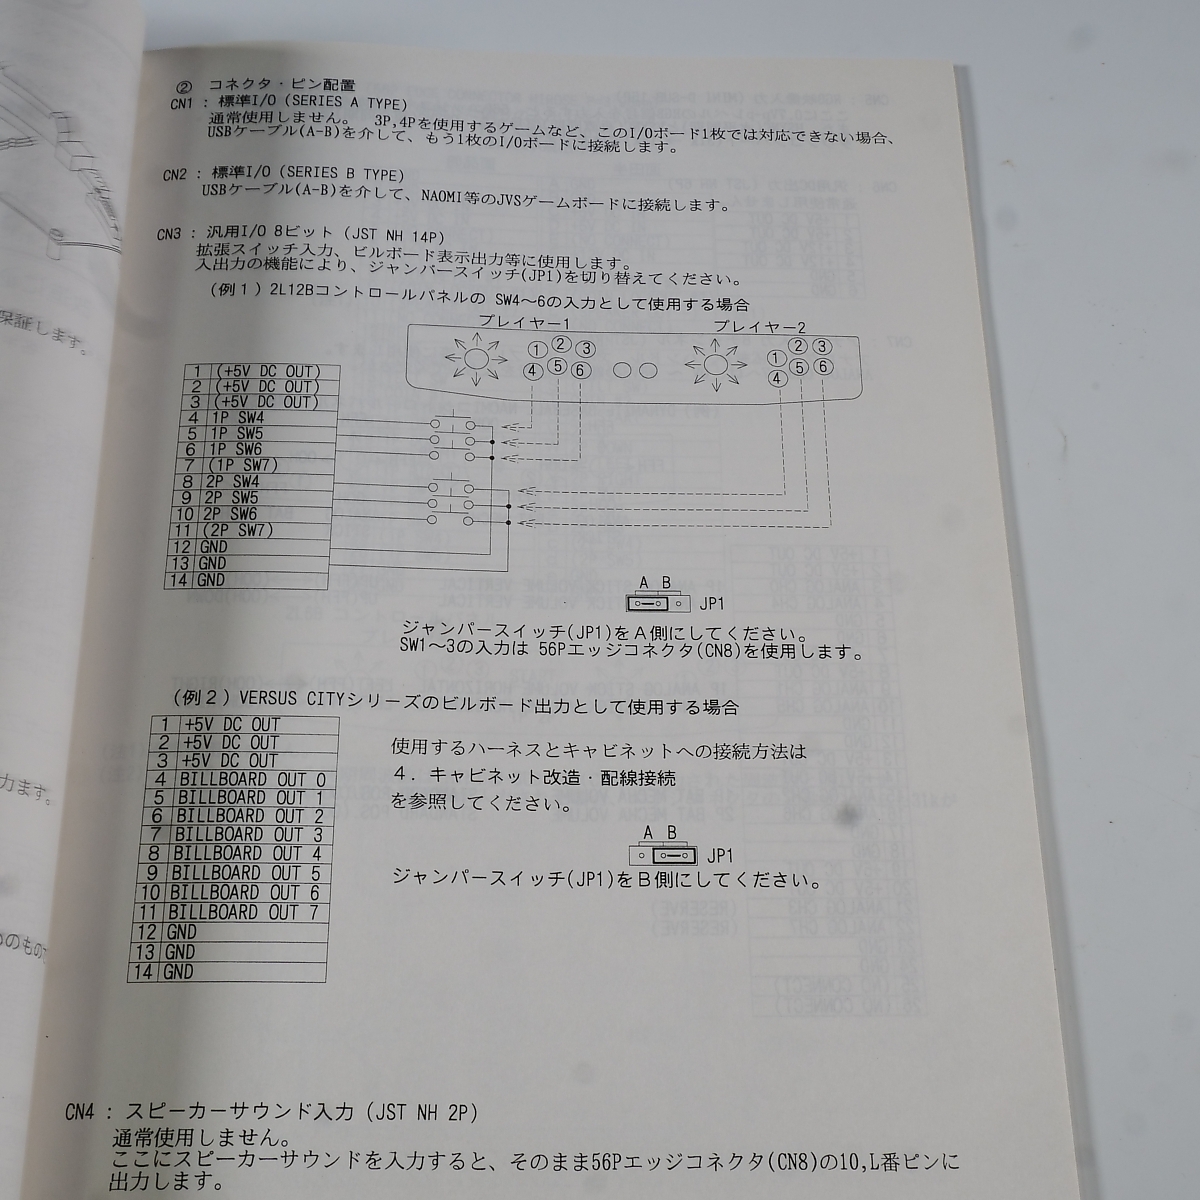 ② コネクタ・ピン配置
CN1 : 標準I/O (SERIES A TYPE)
通常使用しません。 3P,4Pを使用するゲームなど、このI/Oボード1枚では対応できない場合、
USBケーブル(A-B)を介して、もう1枚のI/Oボードに接続します。
CN2 : 標準I/O (SERIES B TYPE)
USBケーブル(A-B)を介して、NAOMI等のJVSゲームボードに接続します。
CN3 : 汎用I/O 8ビット (JST NH 14P)
拡張スイッチ入力、ビルボード表示出力等に使用します。
入出力の機能により、ジャンパースイッチ(JP1)を切り替えてください。
(例1) 2L12Bコントロールパネルの SW4～6の入力として使用する場合
プレイヤー1 プレイヤー2
① ② ③ ① ② ③
④ ⑤ ⑥ ④ ⑤ ⑥
1 (+5V DC OUT)
2 (+5V DC OUT)
3 (+5V DC OUT)
4 1P SW4
5 1P SW5
6 1P SW6
7 (1P SW7)
8 2P SW4
9 2P SW5
10 2P SW6
11 (2P SW7)
12 GND
13 GND
14 GND
A B
JP1
ジャンパースイッチ(JP1)をA側にしてください。
SW1～3の入力は 56Pエッジコネクタ(CN8)を使用します。
(例2) VERSUS CITYシリーズのビルボード出力として使用する場合
1 +5V DC OUT
2 +5V DC OUT
3 +5V DC OUT
4 BILLBOARD OUT 0
5 BILLBOARD OUT 1
6 BILLBOARD OUT 2
7 BILLBOARD OUT 3
8 BILLBOARD OUT 4
9 BILLBOARD OUT 5
10 BILLBOARD OUT 6
11 BILLBOARD OUT 7
12 GND
13 GND
14 GND
使用するハーネスとキャビネットへの接続方法は
4．キャビネット改造・配線接続
を参照してください。
A B
JP1
ジャンパースイッチ(JP1)をB側にしてください。
CN4 : スピーカーサウンド入力 (JST NH 2P)
通常使用しません。
ここにスピーカーサウンドを入力すると、そのまま56Pエッジコネクタ(CN8)の10,L番ピンに
出力します。
保証します。
力ます。
のもので